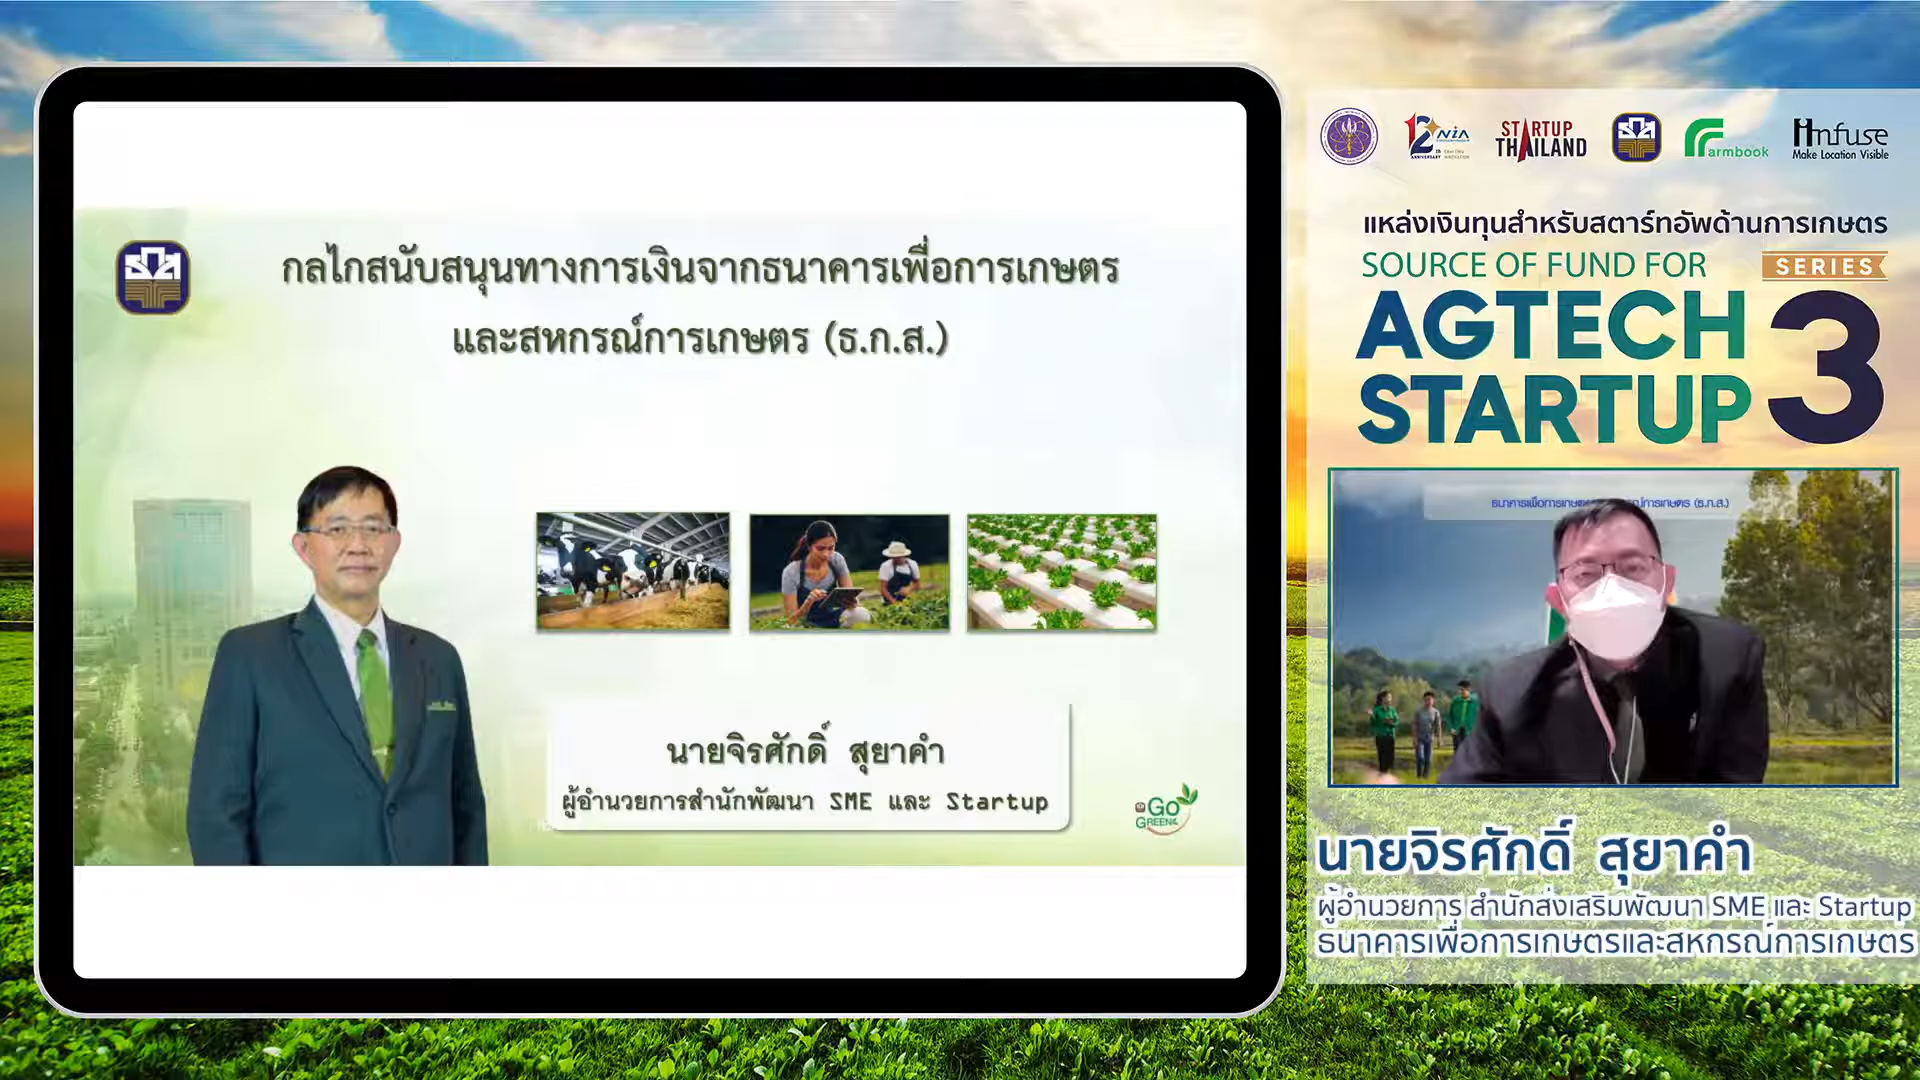 กลไกสนับสนุนทางการเงินจากธนาคารเพื่อการเกษตร
และสหกรณ์การเกษตร (ธ.ก.ส.)
นายจิรศักดิ์ สุยาคำ
ผู้อำนวยการสำนักพัฒนา SME และ Startup
Go
GREEN
12 NIA
ANNIVERSARY
STARTUP
THAILAND
armbook
infuse
Make Location Visible
แหล่งเงินทุนสำหรับสตาร์ทอัพด้านการเกษตร
SOURCE OF FUND FOR
SERIES
AGTECH
STARTUP 3
นายจิรศักดิ์ สุยาคำ
ผู้อำนวยการ สำนักส่งเสริมพัฒนา SME และ Startup
ธนาคารเพื่อการเกษตรและสหกรณ์การเกษตร